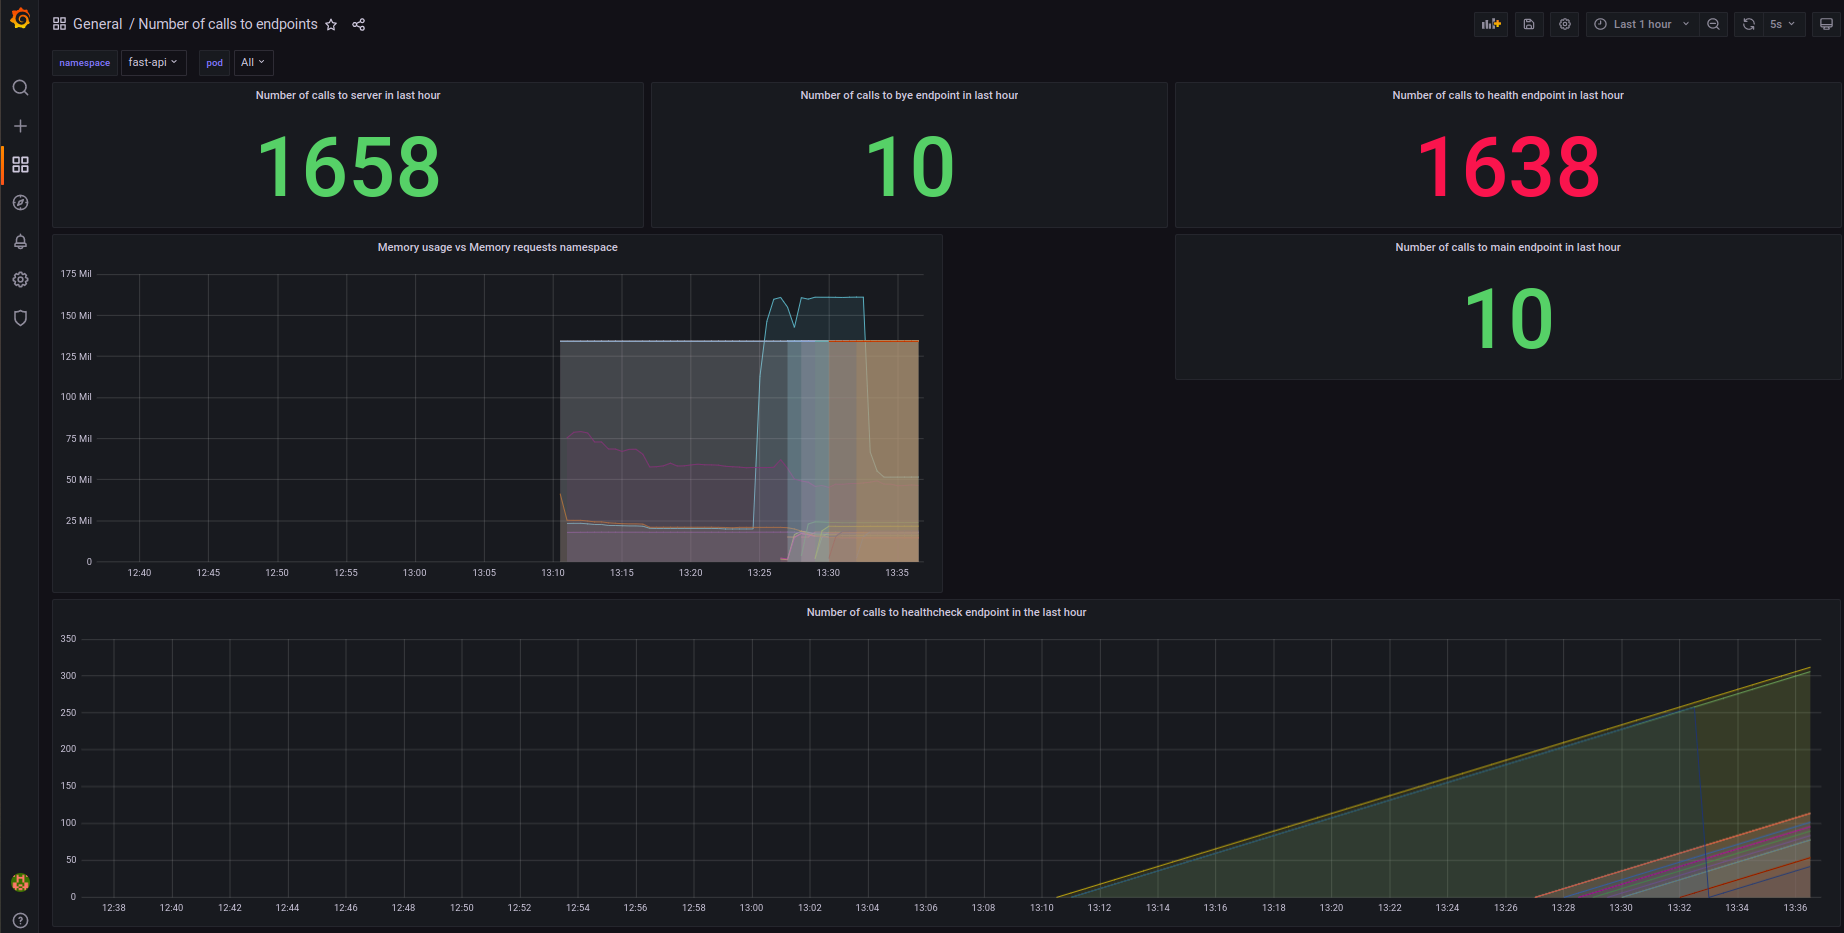 General / Number of calls to endpoints
Last 1 hour
5s
namespace fast-api pod All
Number of calls to server in last hour
1658
Number of calls to bye endpoint in last hour
10
Number of calls to health endpoint in last hour
1638
Memory usage vs Memory requests namespace
175 Mil
150 Mil
125 Mil
100 Mil
75 Mil
50 Mil
25 Mil
0
12:40 12:45 12:50 12:55 13:00 13:05 13:10 13:15 13:20 13:25 13:30 13:35
Number of calls to main endpoint in last hour
10
Number of calls to healthcheck endpoint in the last hour
350
300
250
200
150
100
50
0
12:38 12:40 12:42 12:44 12:46 12:48 12:50 12:52 12:54 12:56 12:58 13:00 13:02 13:04 13:06 13:08 13:10 13:12 13:14 13:16 13:18 13:20 13:22 13:24 13:26 13:28 13:30 13:32 13:34 13:36